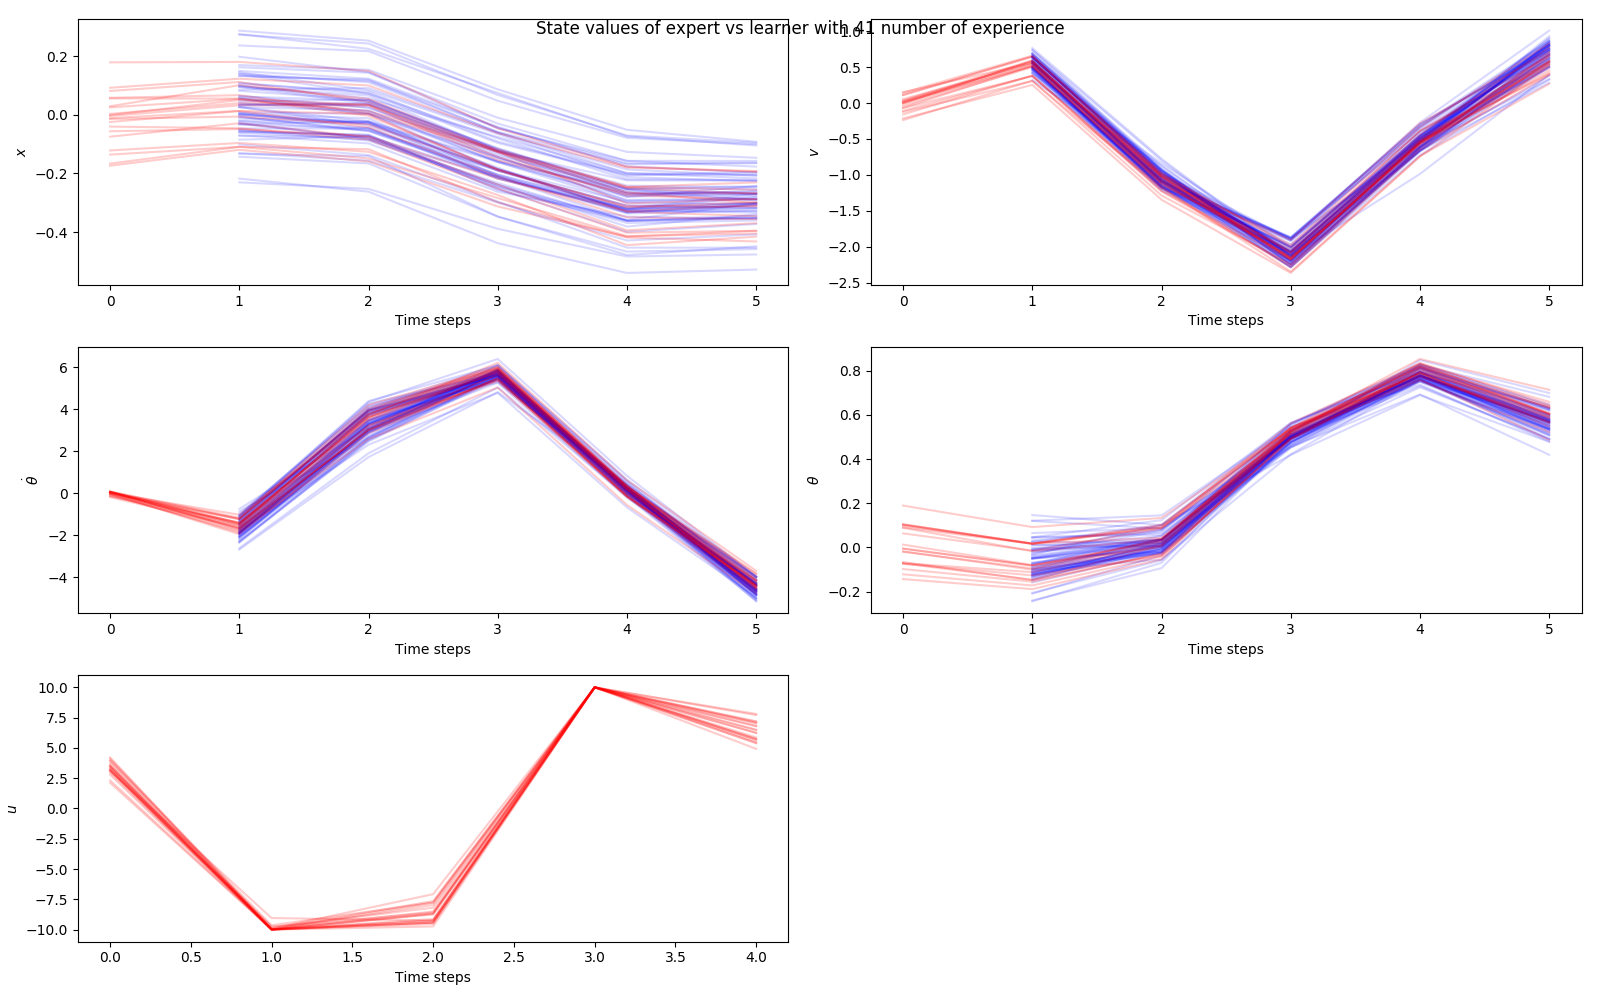 State values of expert vs learner with 41 number of experience
0.2
0.0
−0.2
−0.4
x
0 1 2 3 4 5
Time steps
1.0
0.5
0.0
−0.5
−1.0
−1.5
−2.0
−2.5
v
0 1 2 3 4 5
Time steps
6
4
2
0
−2
−4
θ̇
0 1 2 3 4 5
Time steps
0.8
0.6
0.4
0.2
0.0
−0.2
θ
0 1 2 3 4 5
Time steps
10.0
7.5
5.0
2.5
0.0
−2.5
−5.0
−7.5
−10.0
u
0.0 0.5 1.0 1.5 2.0 2.5 3.0 3.5 4.0
Time steps